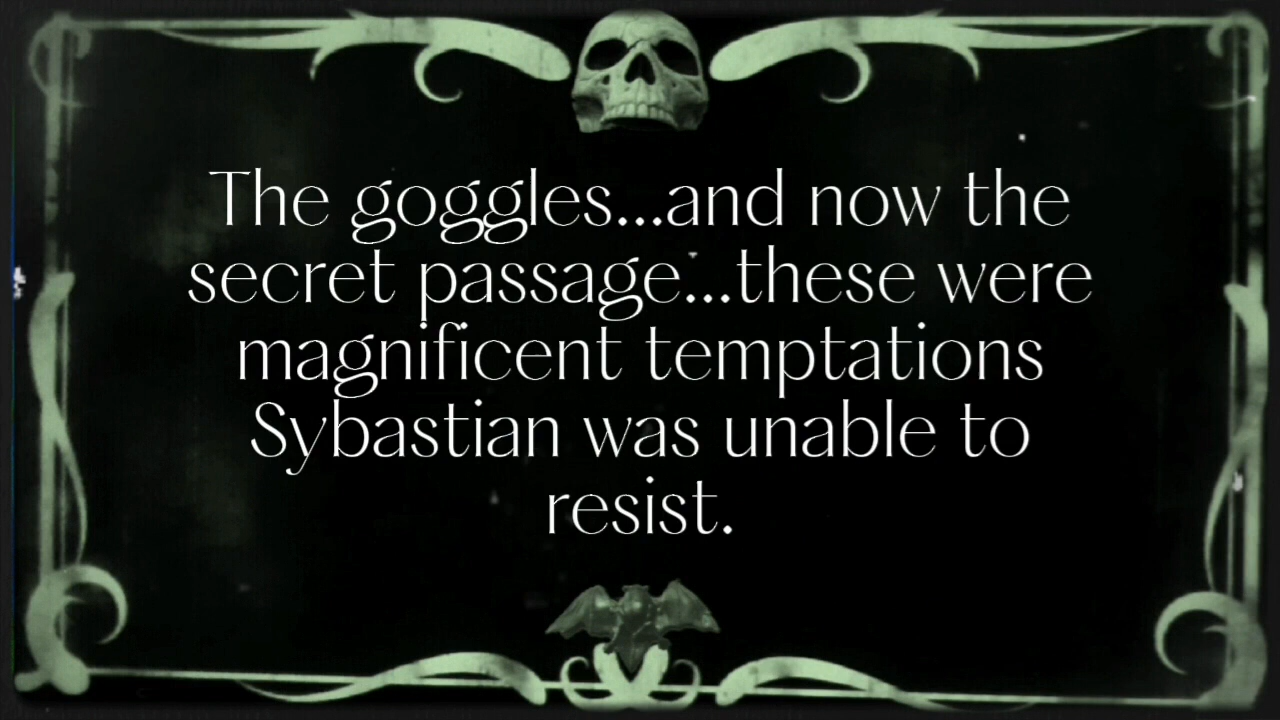 The goggles...and now the
secret passage...these were
magnificent temptations
Sybastian was unable to
resist.